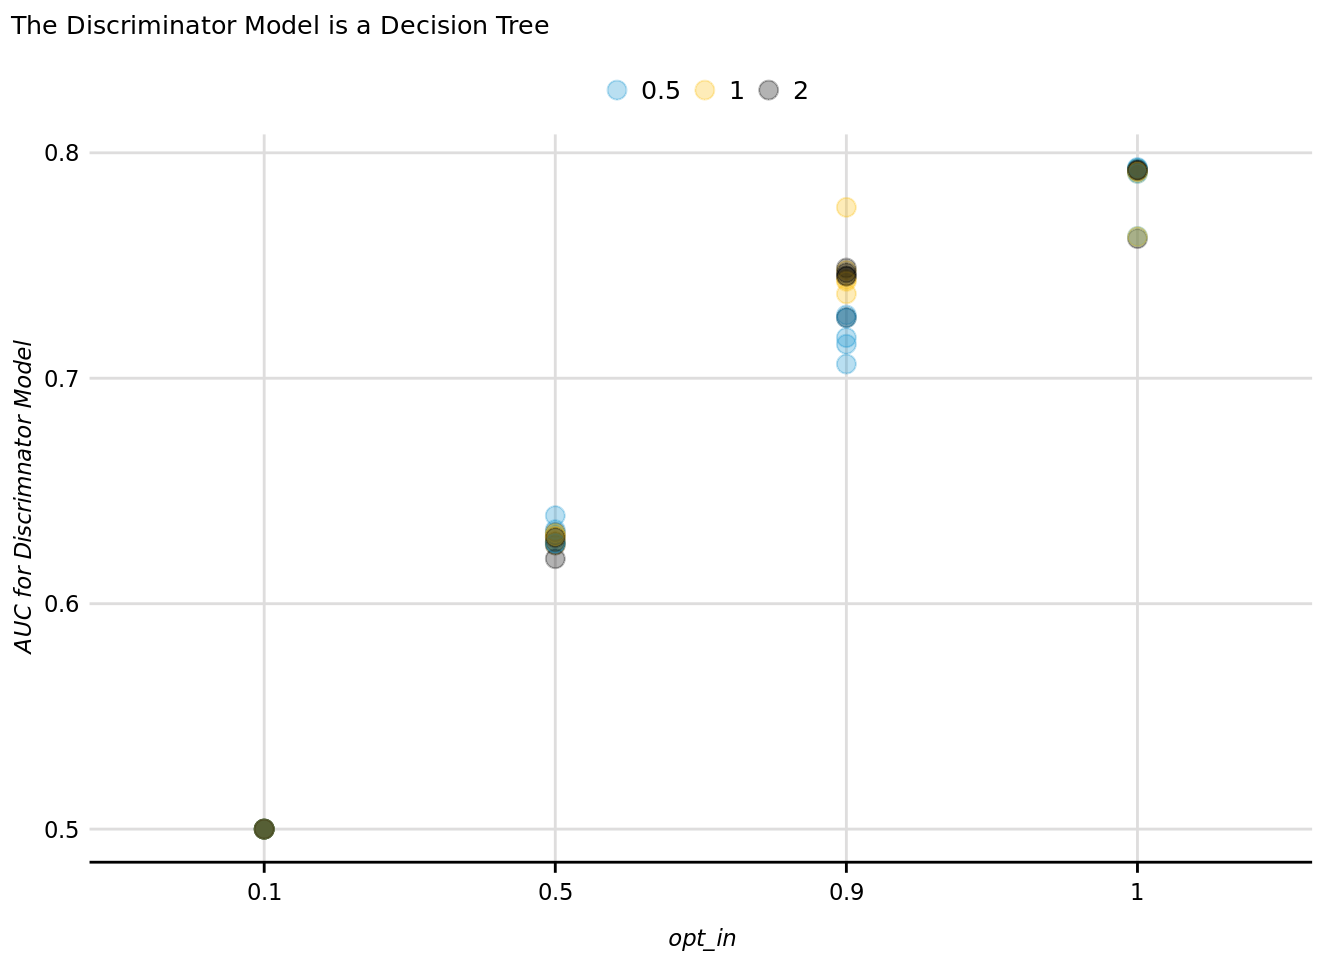 The Discriminator Model is a Decision Tree
0.5 1 2
0.8
0.7
0.6
0.5
AUC for Discrimnator Model
0.1 0.5 0.9 1
opt_in